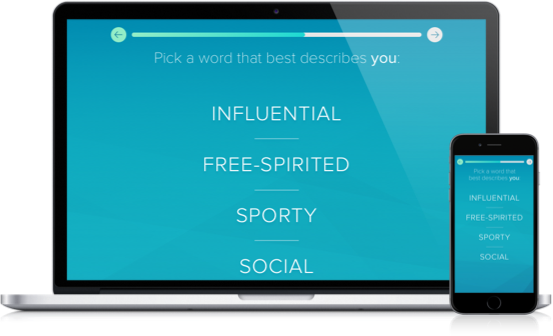 Pick a word that best describes you:
INFLUENTIAL
FREE-SPIRITED
SPORTY
SOCIAL
Pick a word that
best describes you
INFLUENTIAL
FREE-SPIRITED
SPORTY
SOCIAL